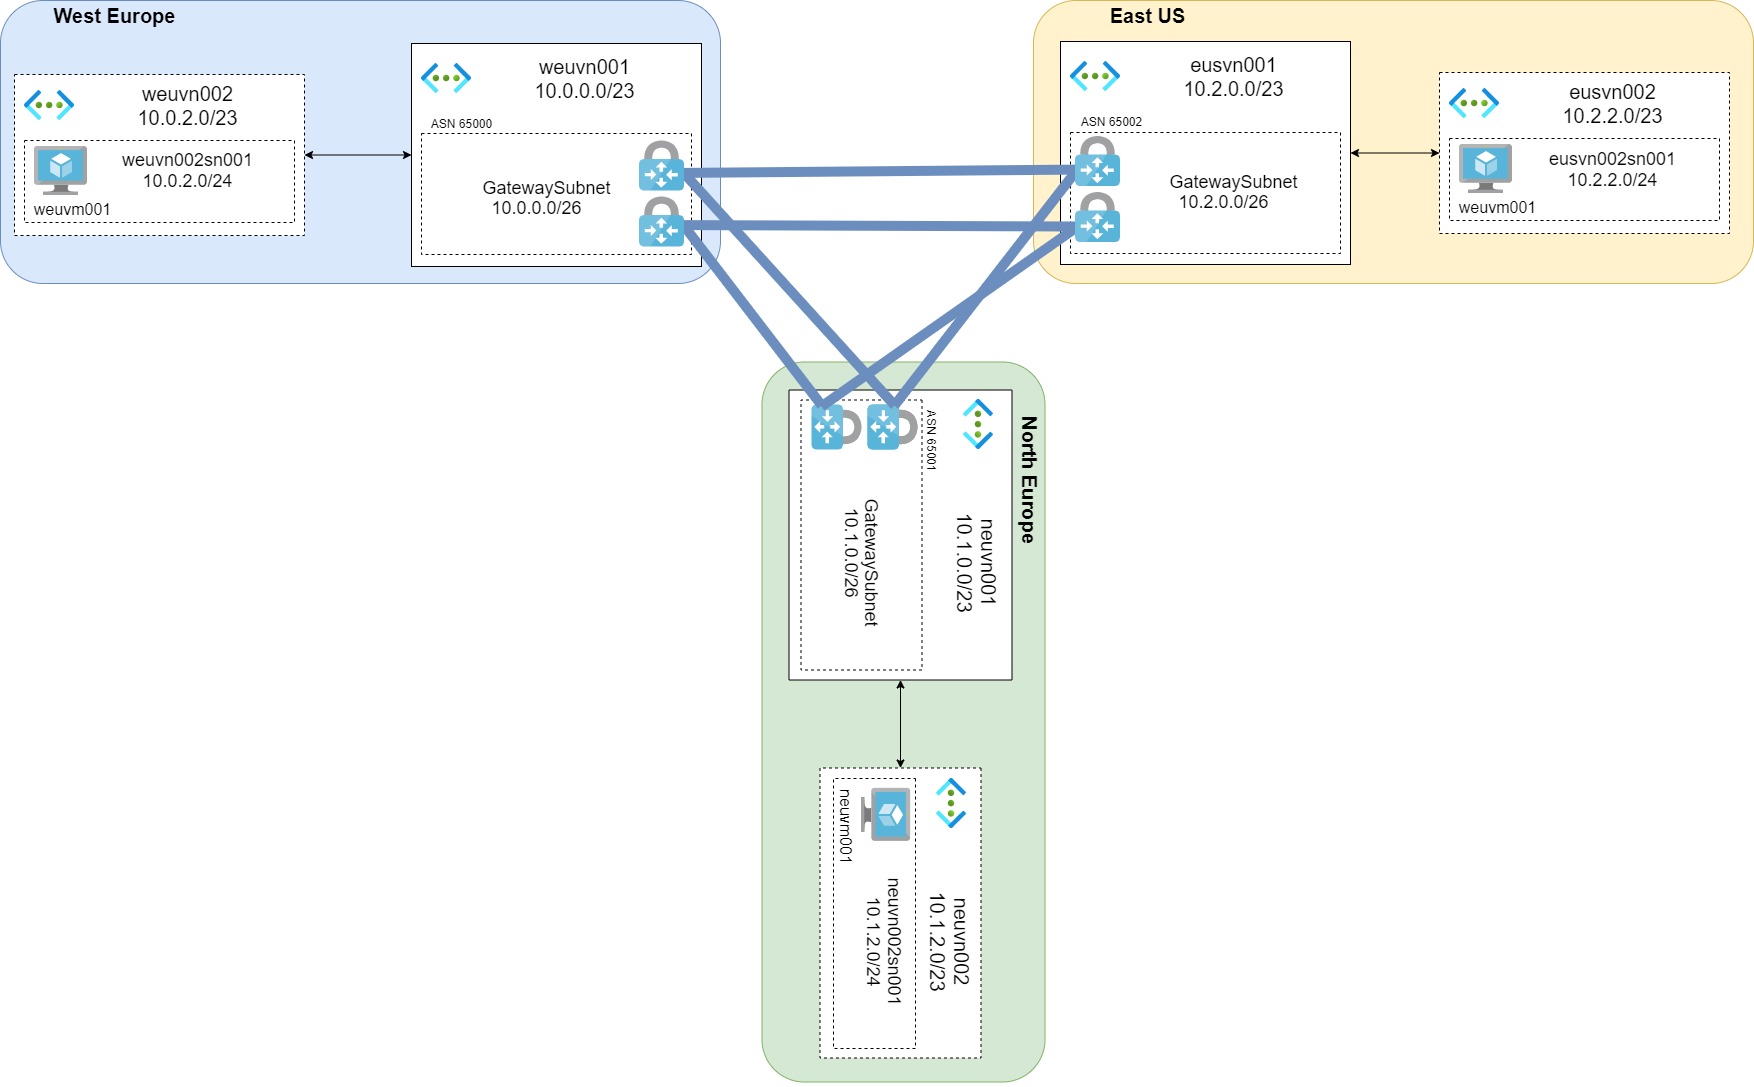 West Europe
weuvn002
10.0.2.0/23
weuvn002sn001
10.0.2.0/24
weuvm001
weuvn001
10.0.0.0/23
ASN 65000
GatewaySubnet
10.0.0.0/26
East US
eusvn001
10.2.0.0/23
ASN 65002
GatewaySubnet
10.2.0.0/26
eusvn002
10.2.2.0/23
eusvn002sn001
10.2.2.0/24
weuvm001
North Europe
neuvn001
10.1.0.0/23
ASN 65001
GatewaySubnet
10.1.0.0/26
neuvn002
10.1.2.0/23
neuvn002sn001
10.1.2.0/24
neuvm001